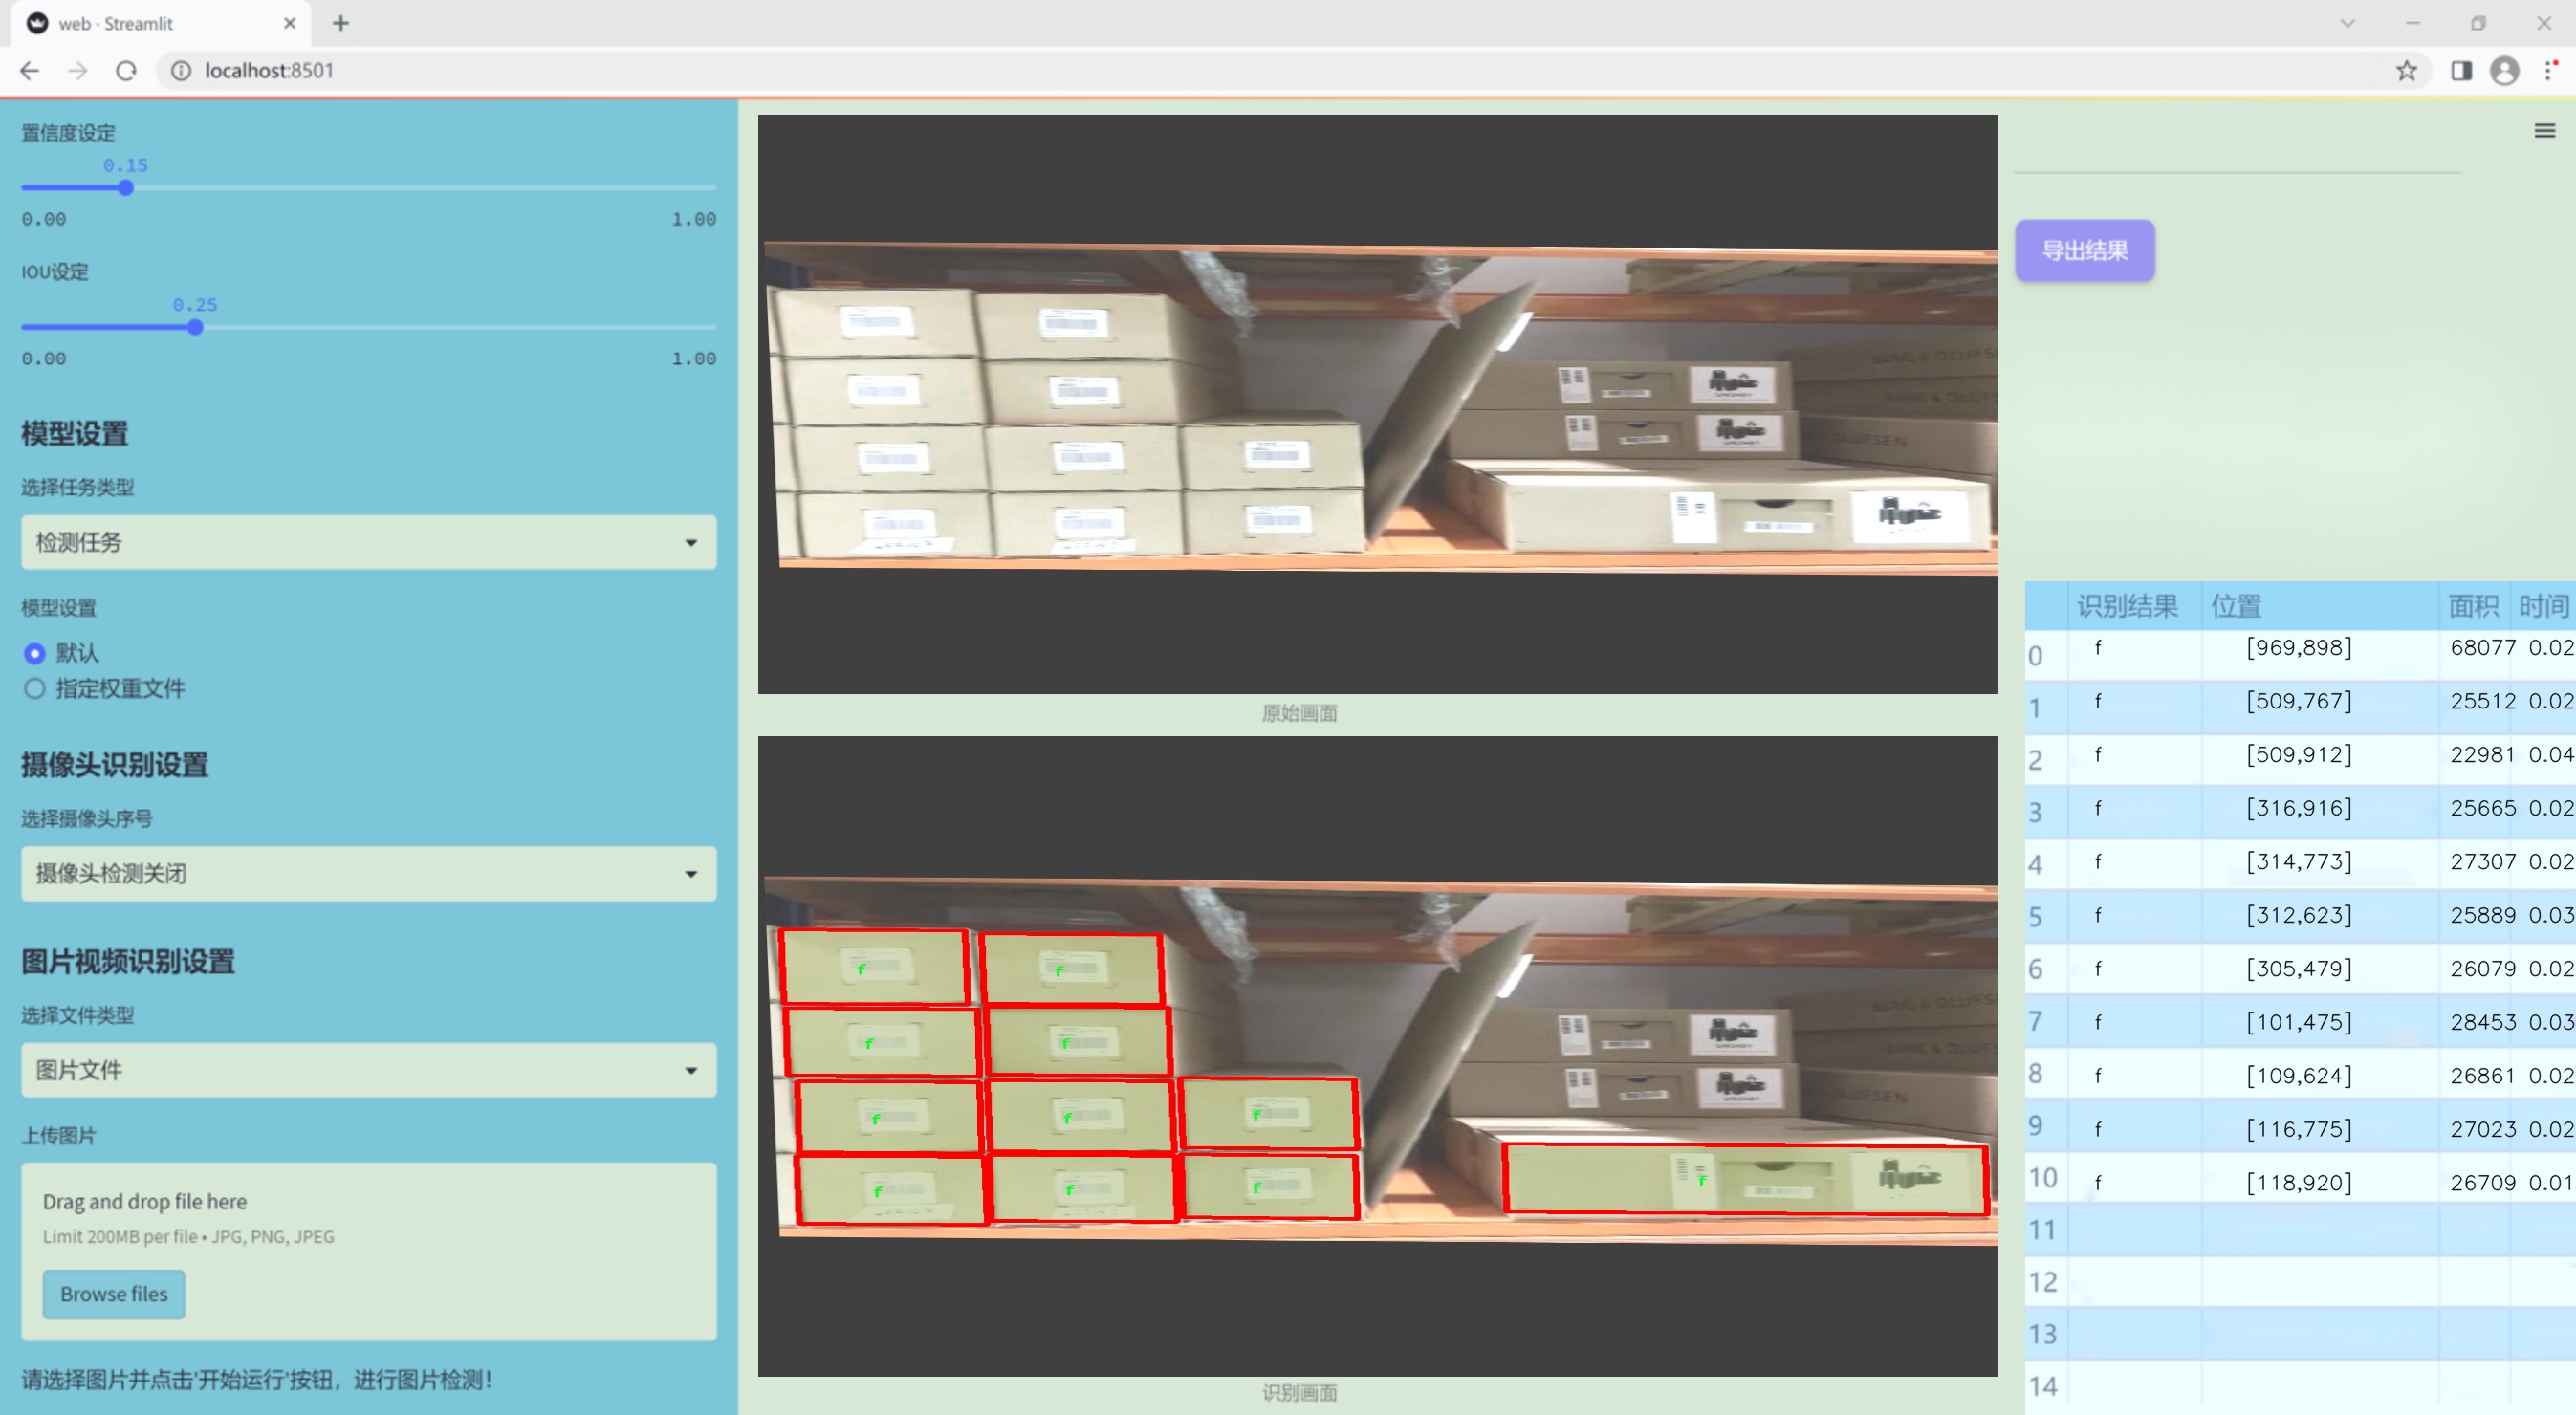 web · Streamlit
localhost:8501
置信度设定
0.15
0.00 1.00
IOU设定
0.25
0.00 1.00
模型设置
选择任务类型
检测任务
模型设置
默认
指定权重文件
摄像头识别设置
选择摄像头序号
摄像头检测关闭
图片视频识别设置
选择文件类型
图片文件
上传图片
Drag and drop file here
Limit 200MB per file • JPG, PNG, JPEG
Browse files
请选择图片并点击'开始运行'按钮，进行图片检测！
原始画面
f f
f f
f f f
f f f f
识别画面
导出结果
识别结果 位置 面积 时间
0 f [969,898] 68077 0.02
1 f [509,767] 25512 0.02
2 f [509,912] 22981 0.04
3 f [316,916] 25665 0.02
4 f [314,773] 27307 0.02
5 f [312,623] 25889 0.03
6 f [305,479] 26079 0.02
7 f [101,475] 28453 0.03
8 f [109,624] 26861 0.02
9 f [116,775] 27023 0.02
10 f [118,920] 26709 0.01
11
12
13
14